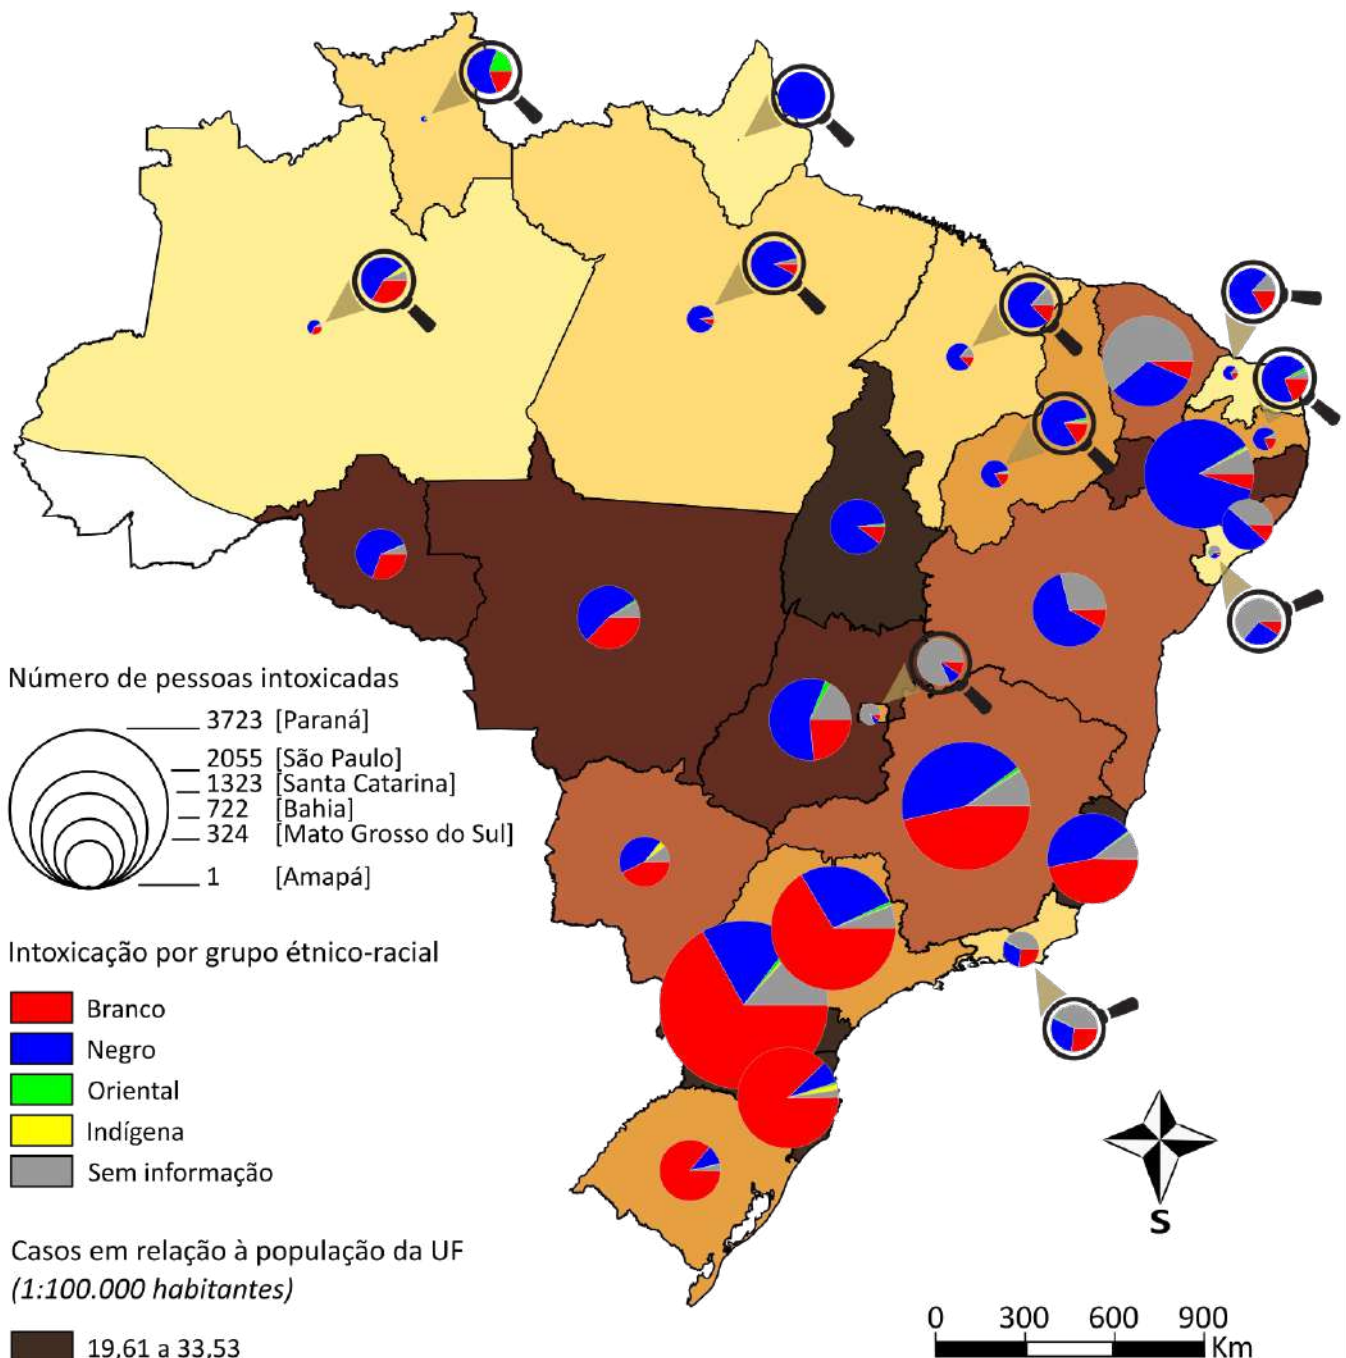 Número de pessoas intoxicadas
3723 [Paraná]
2055 [São Paulo]
1323 [Santa Catarina]
722 [Bahia]
324 [Mato Grosso do Sul]
1 [Amapá]
Intoxicação por grupo étnico-racial
Branco
Negro
Oriental
Indígena
Sem informação
Casos em relação à população da UF
(1:100.000 habitantes)
19,61 a 33,53
S
0 300 600 900
Km